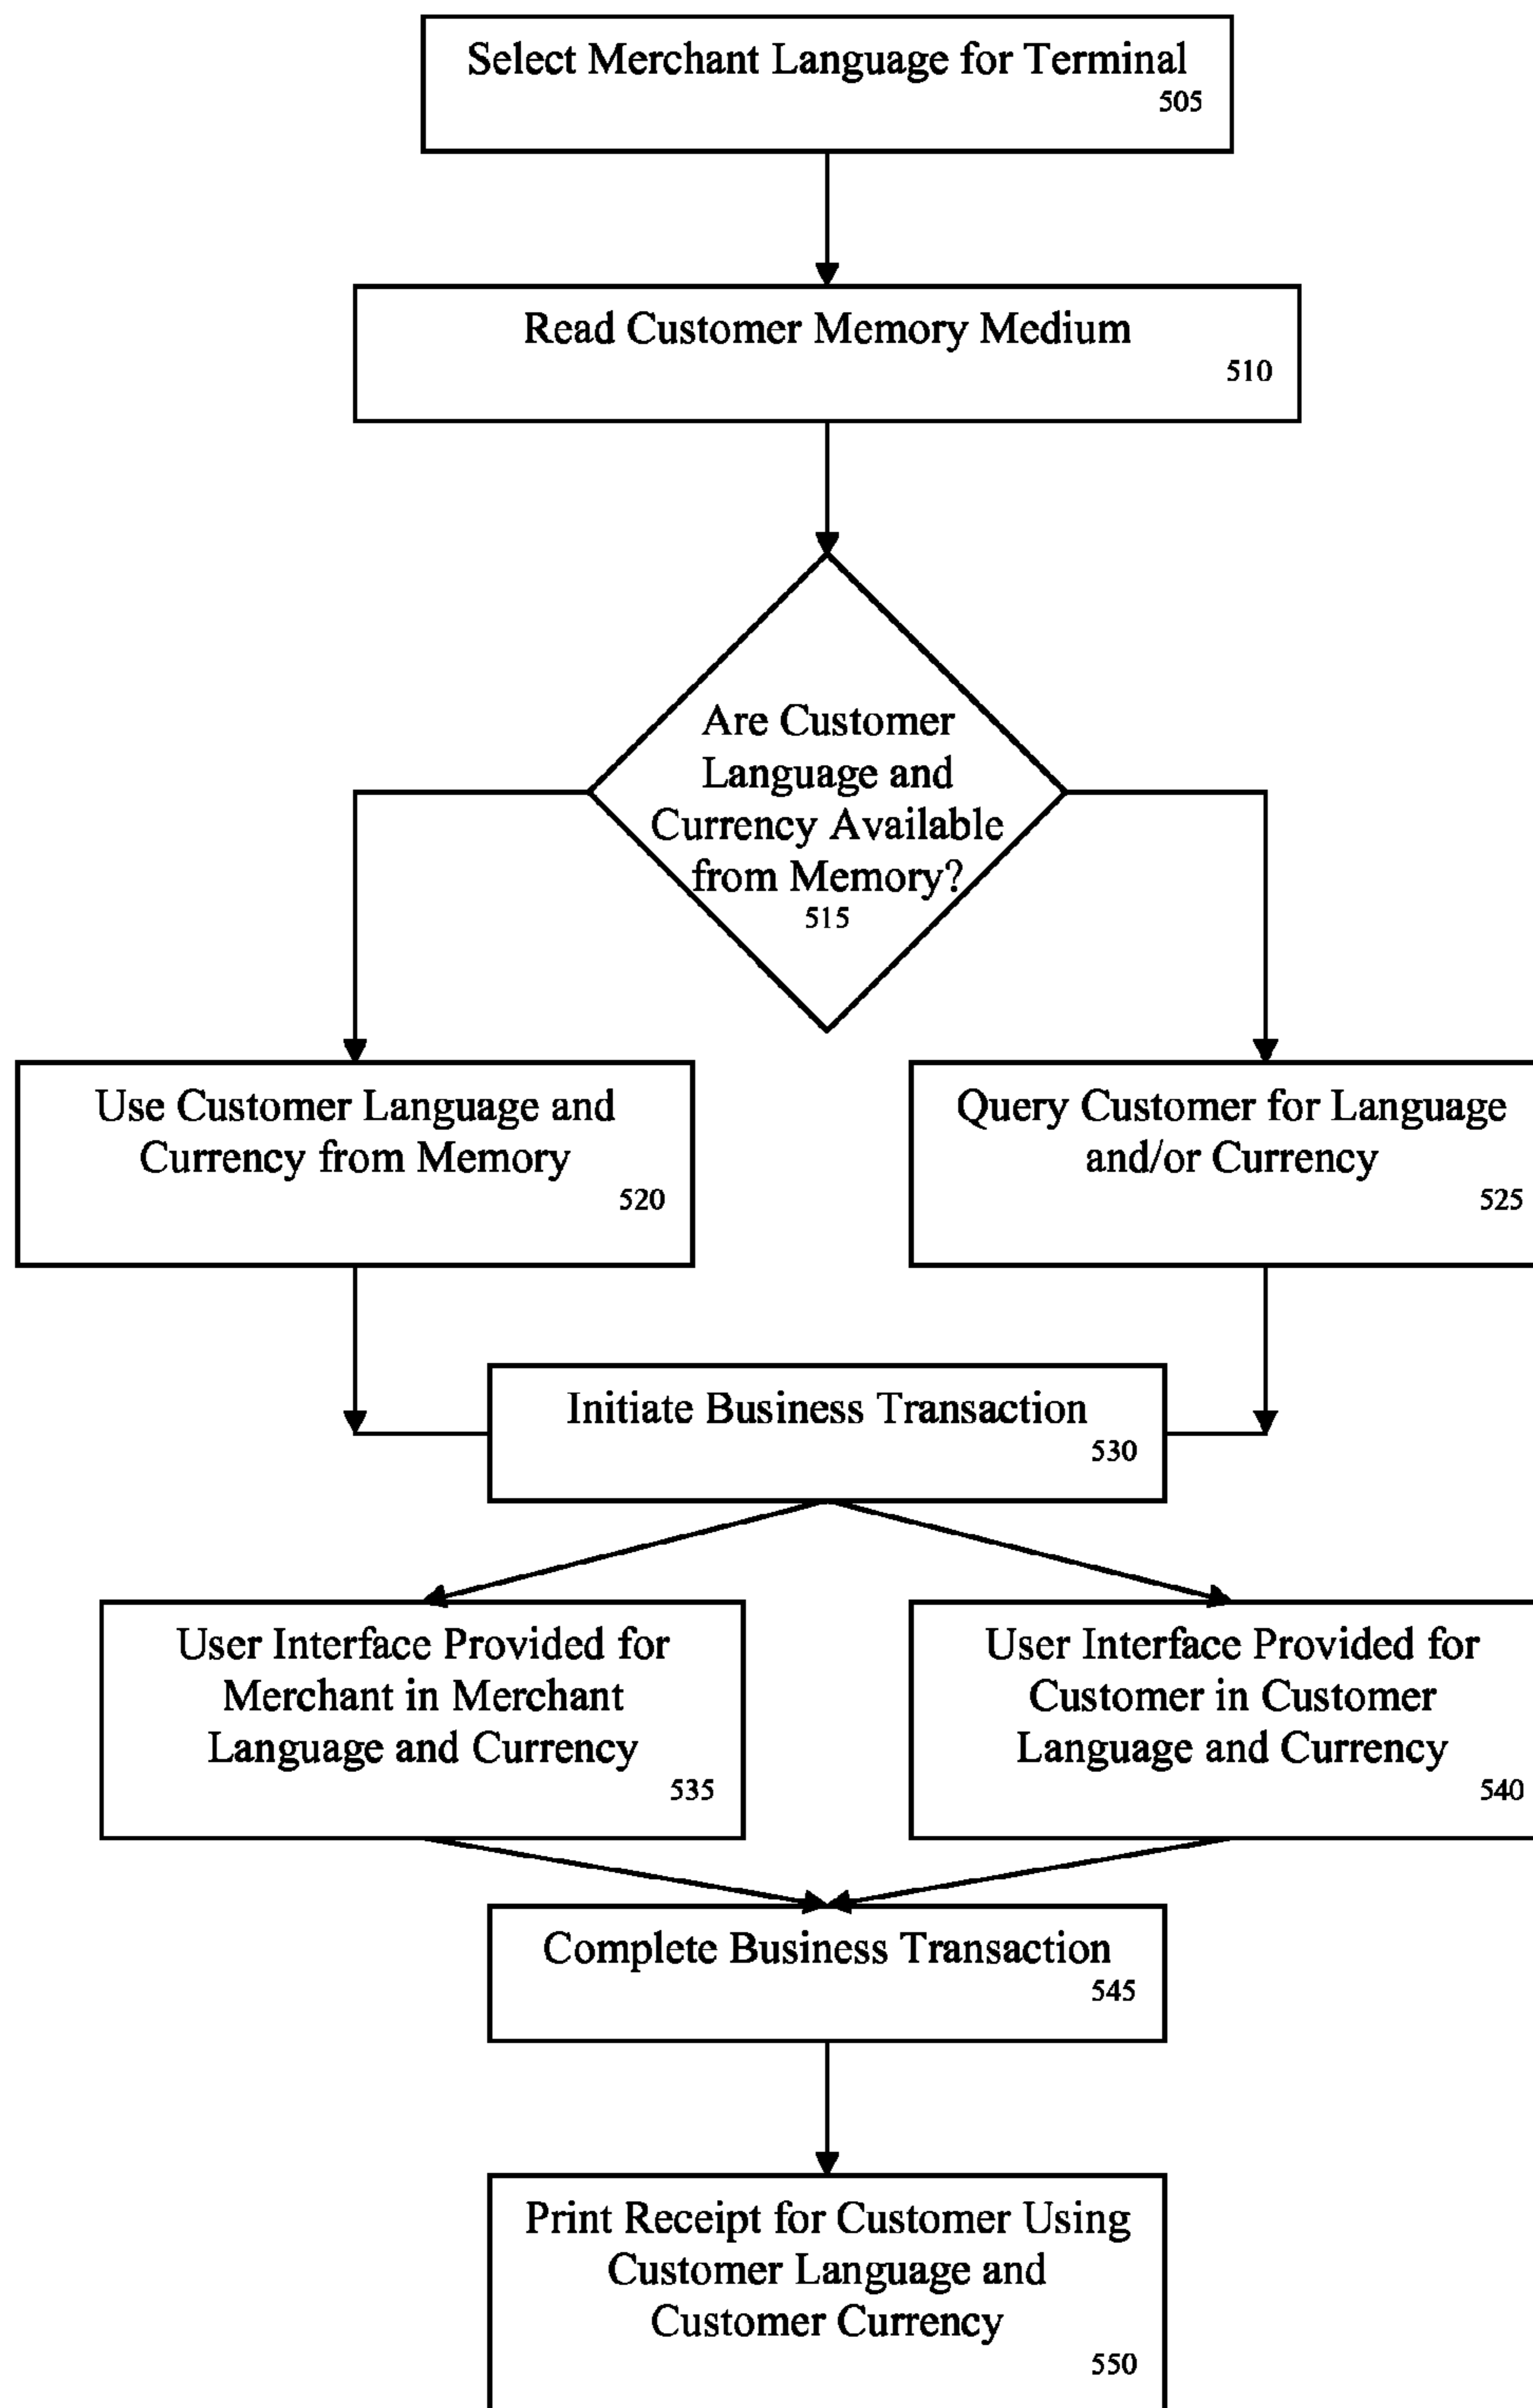 Select Merchant Language for Terminal
505
Read Customer Memory Medium
510
Are Customer
Language and
Currency Available
from Memory?
515
Use Customer Language and
Currency from Memory
520
Query Customer for Language
and/or Currency
525
Initiate Business Transaction
530
User Interface Provided for
Merchant in Merchant
Language and Currency
535
User Interface Provided for
Customer in Customer
Language and Currency
540
Complete Business Transaction
545
Print Receipt for Customer Using
Customer Language and
Customer Currency
550